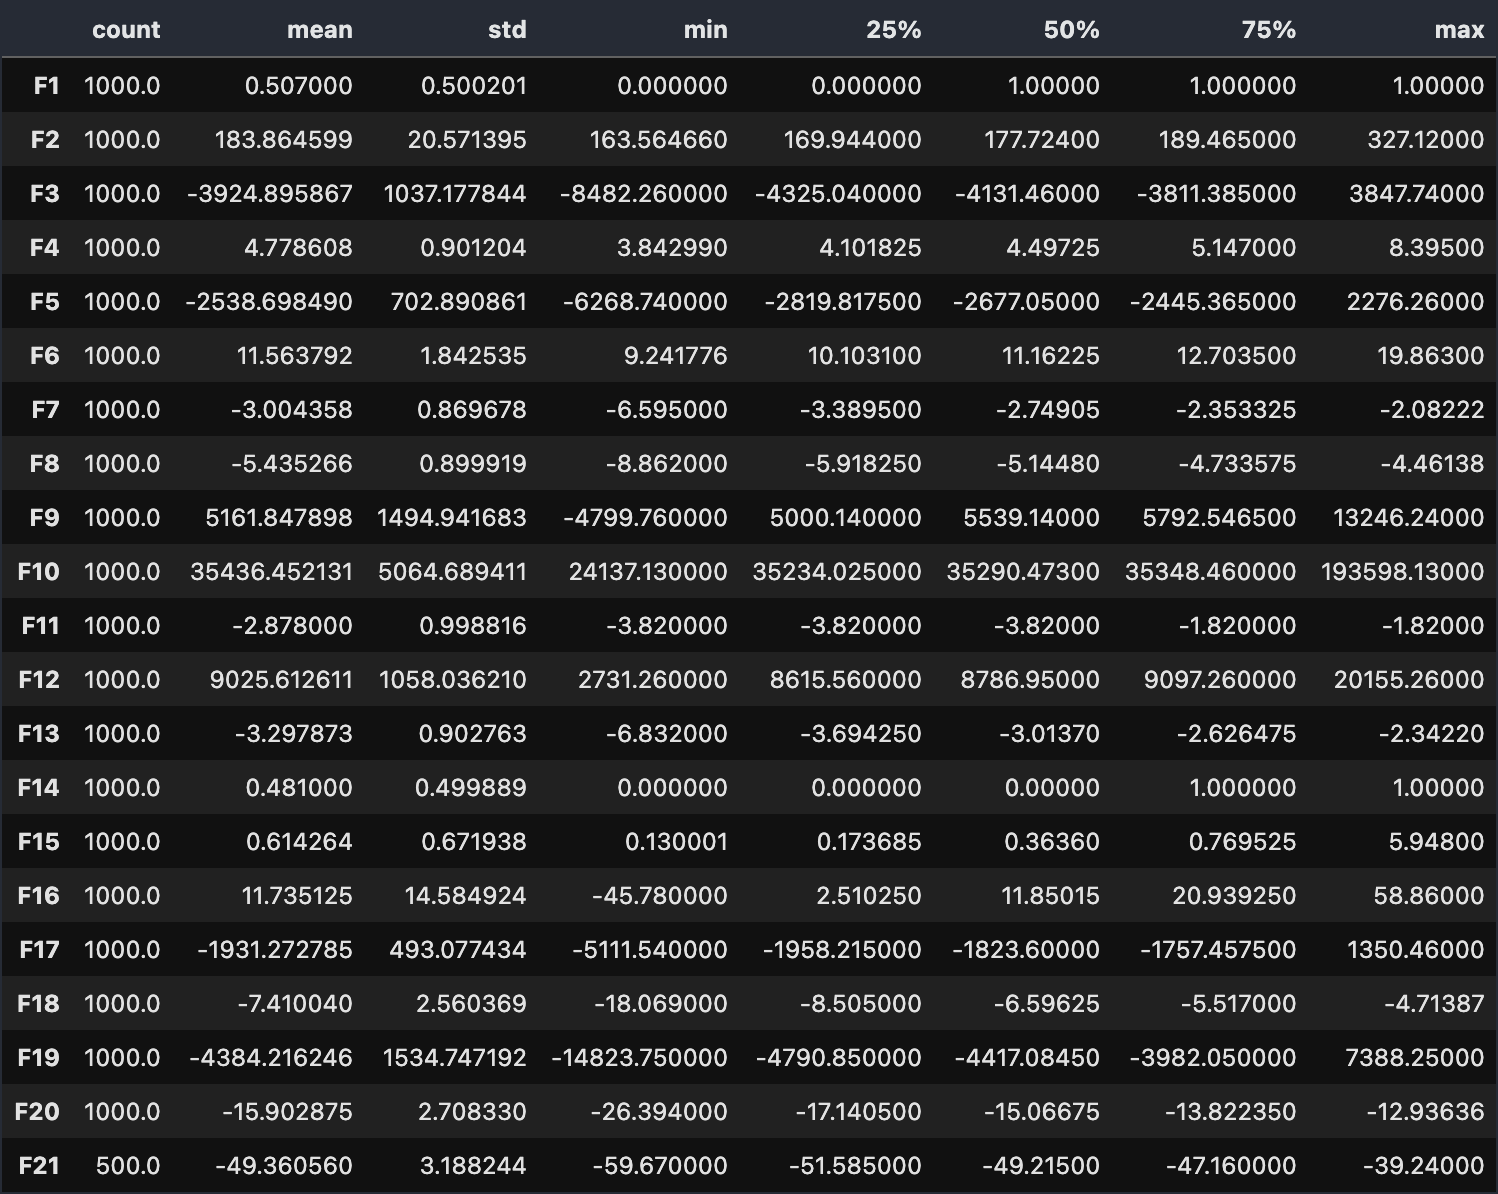 count mean std min 25% 50% 75% max
F1 1000.0 0.507000 0.500201 0.000000 0.000000 1.00000 1.000000 1.00000
F2 1000.0 183.864599 20.571395 163.564660 169.944000 177.72400 189.465000 327.12000
F3 1000.0 -3924.895867 1037.177844 -8482.260000 -4325.040000 -4131.46000 -3811.385000 3847.74000
F4 1000.0 4.778608 0.901204 3.842990 4.101825 4.49725 5.147000 8.39500
F5 1000.0 -2538.698490 702.890861 -6268.740000 -2819.817500 -2677.05000 -2445.365000 2276.26000
F6 1000.0 11.563792 1.842535 9.241776 10.103100 11.16225 12.703500 19.86300
F7 1000.0 -3.004358 0.869678 -6.595000 -3.389500 -2.74905 -2.353325 -2.08222
F8 1000.0 -5.435266 0.899919 -8.862000 -5.918250 -5.14480 -4.733575 -4.46138
F9 1000.0 5161.847898 1494.941683 -4799.760000 5000.140000 5539.14000 5792.546500 13246.24000
F10 1000.0 35436.452131 5064.689411 24137.130000 35234.025000 35290.47300 35348.460000 193598.13000
F11 1000.0 -2.878000 0.998816 -3.820000 -3.820000 -3.82000 -1.820000 -1.82000
F12 1000.0 9025.612611 1058.036210 2731.260000 8615.560000 8786.95000 9097.260000 20155.26000
F13 1000.0 -3.297873 0.902763 -6.832000 -3.694250 -3.01370 -2.626475 -2.34220
F14 1000.0 0.481000 0.499889 0.000000 0.000000 0.00000 1.000000 1.00000
F15 1000.0 0.614264 0.671938 0.130001 0.173685 0.36360 0.769525 5.94800
F16 1000.0 11.735125 14.584924 -45.780000 2.510250 11.85015 20.939250 58.86000
F17 1000.0 -1931.272785 493.077434 -5111.540000 -1958.215000 -1823.60000 -1757.457500 1350.46000
F18 1000.0 -7.410040 2.560369 -18.069000 -8.505000 -6.59625 -5.517000 -4.71387
F19 1000.0 -4384.216246 1534.747192 -14823.750000 -4790.850000 -4417.08450 -3982.050000 7388.25000
F20 1000.0 -15.902875 2.708330 -26.394000 -17.140500 -15.06675 -13.822350 -12.93636
F21 500.0 -49.360560 3.188244 -59.670000 -51.585000 -49.21500 -47.160000 -39.24000